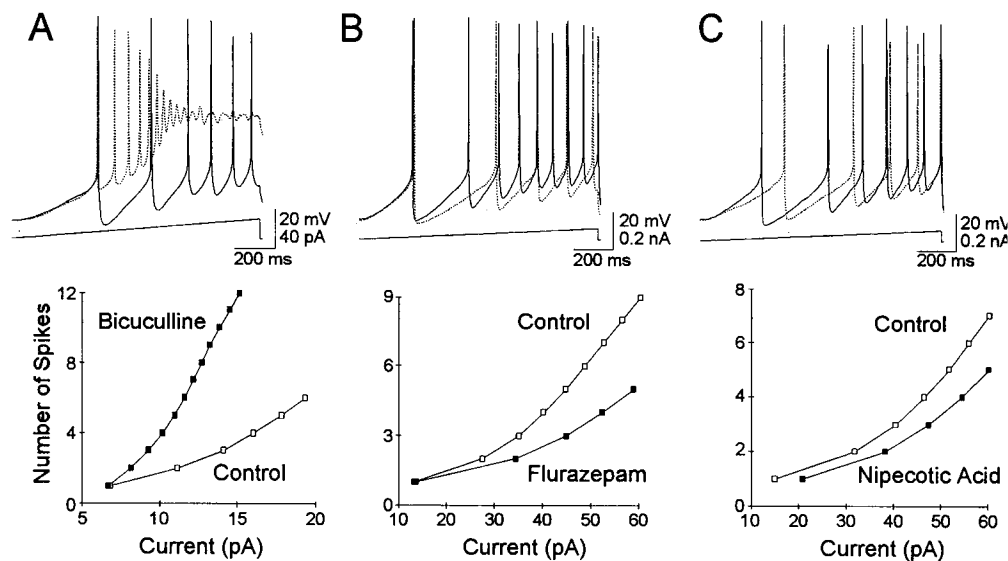 A
B
C
20 mV
40 pA
200 ms
20 mV
0.2 nA
200 ms
20 mV
0.2 nA
200 ms
Number of Spikes
12
8
4
0
Bicuculline
Control
5
10
15
20
Current (pA)
9
6
3
0
Control
Flurazepam
10
20
30
40
50
60
Current (pA)
8
6
4
2
0
Control
Nipecotic Acid
10
20
30
40
50
60
Current (pA)